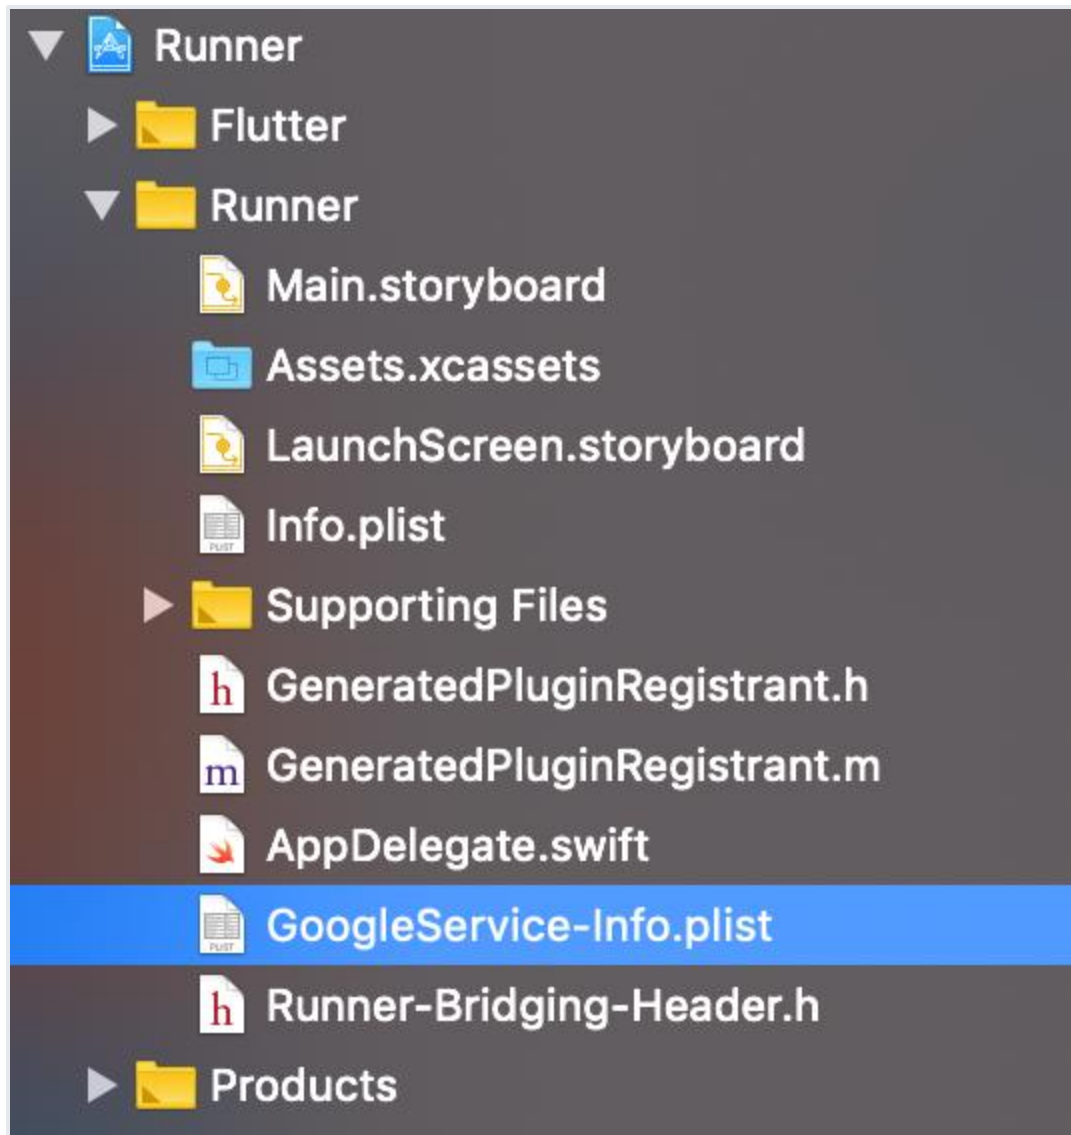 Runner
Flutter
Runner
Main.storyboard
Assets.xcassets
LaunchScreen.storyboard
Info.plist
Supporting Files
GeneratedPluginRegistrant.h
GeneratedPluginRegistrant.m
AppDelegate.swift
GoogleService-Info.plist
Runner-Bridging-Header.h
Products